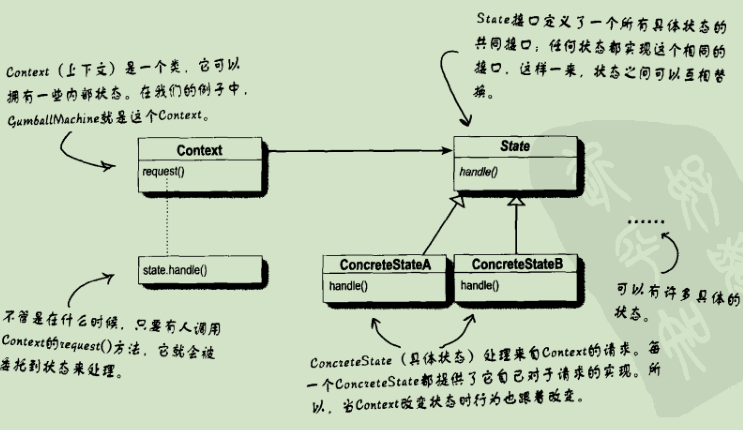 State接口定义了一个所有具体状态的
共同接口；任何状态都实现这个相同的
接口，这样一来，状态之间可以互相替
换。
Context（上下文）是一个类，它可以
拥有一些内部状态。在我们的例子中，
GumballMachine就是这个Context。
Context
request()
State
handle()
state.handle()
ConcreteStateA
handle()
ConcreteStateB
handle()
......
可以有许多具体的
状态。
不管是在什么时候，只要有人调用
Context的request()方法，它就会被
委托到状态来处理。
ConcreteState（具体状态）处理来自Context的请求。每
一个ConcreteState都提供了它自己对于请求的实现。所
以，当Context改变状态时行为也跟着改变。